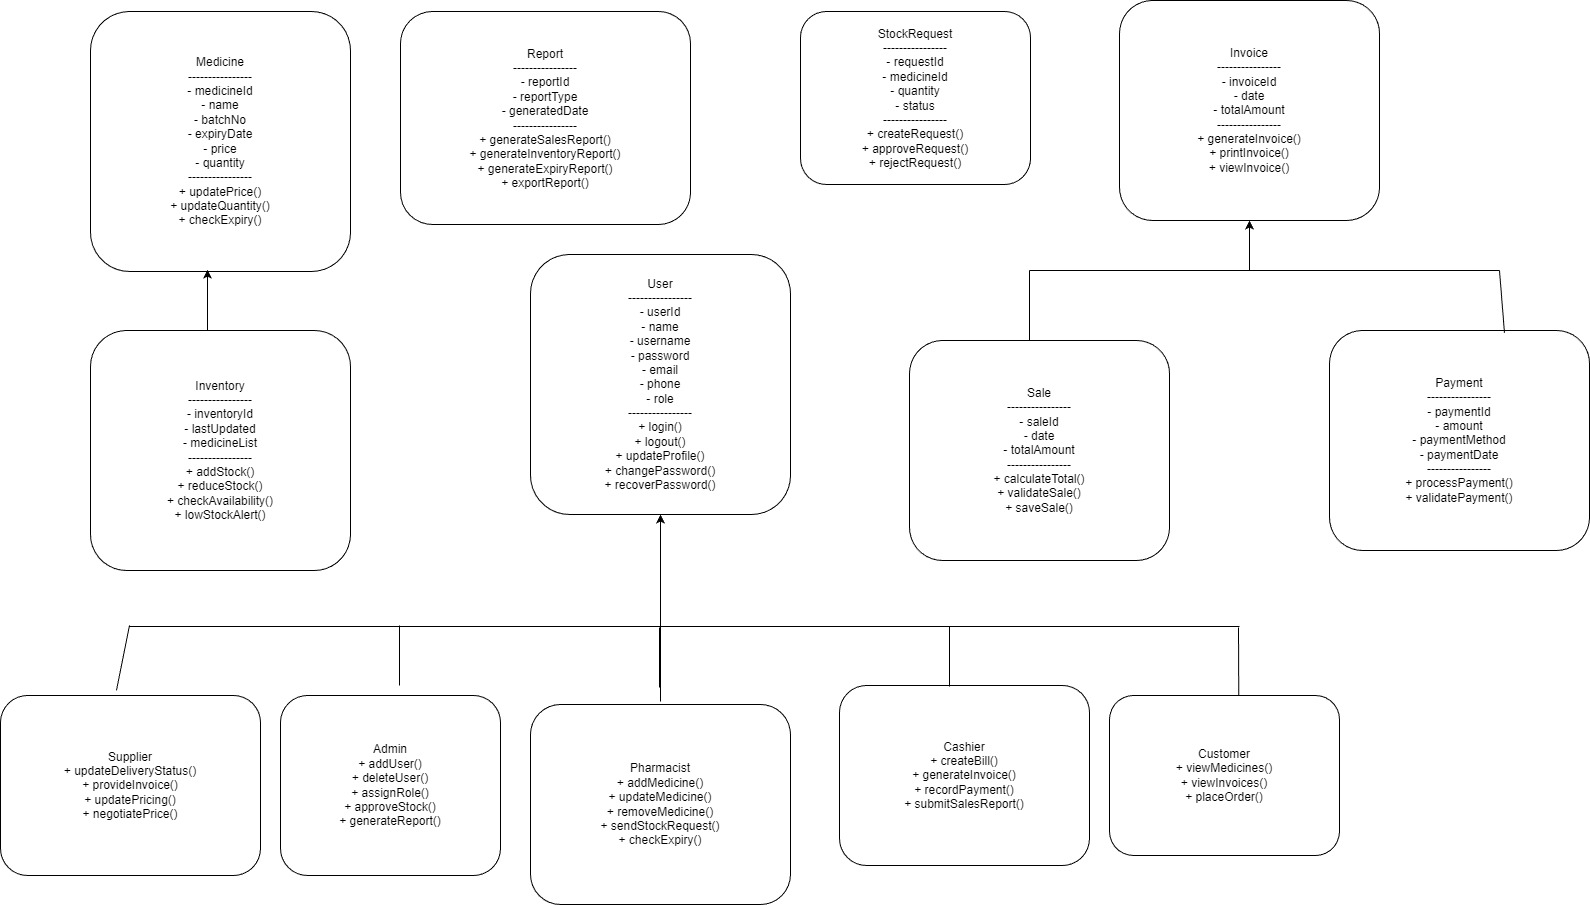 Medicine
----------------
- medicineId
- name
- batchNo
- expiryDate
- price
- quantity
----------------
+ updatePrice()
+ updateQuantity()
+ checkExpiry()
Report
----------------
- reportId
- reportType
- generatedDate
----------------
+ generateSalesReport()
+ generateInventoryReport()
+ generateExpiryReport()
+ exportReport()
StockRequest
----------------
- requestId
- medicineId
- quantity
- status
----------------
+ createRequest()
+ approveRequest()
+ rejectRequest()
Invoice
----------------
- invoiceId
- date
- totalAmount
----------------
+ generateInvoice()
+ printInvoice()
+ viewInvoice()
Inventory
----------------
- inventoryId
- lastUpdated
- medicineList
----------------
+ addStock()
+ reduceStock()
+ checkAvailability()
+ lowStockAlert()
User
----------------
- userId
- name
- username
- password
- email
- phone
- role
----------------
+ login()
+ logout()
+ updateProfile()
+ changePassword()
+ recoverPassword()
Sale
----------------
- saleId
- date
- totalAmount
----------------
+ calculateTotal()
+ validateSale()
+ saveSale()
Payment
----------------
- paymentId
- amount
- paymentMethod
- paymentDate
----------------
+ processPayment()
+ validatePayment()
Supplier
+ updateDeliveryStatus()
+ provideInvoice()
+ updatePricing()
+ negotiatePrice()
Admin
+ addUser()
+ deleteUser()
+ assignRole()
+ approveStock()
+ generateReport()
Pharmacist
+ addMedicine()
+ updateMedicine()
+ removeMedicine()
+ sendStockRequest()
+ checkExpiry()
Cashier
+ createBill()
+ generateInvoice()
+ recordPayment()
+ submitSalesReport()
Customer
+ viewMedicines()
+ viewInvoices()
+ placeOrder()